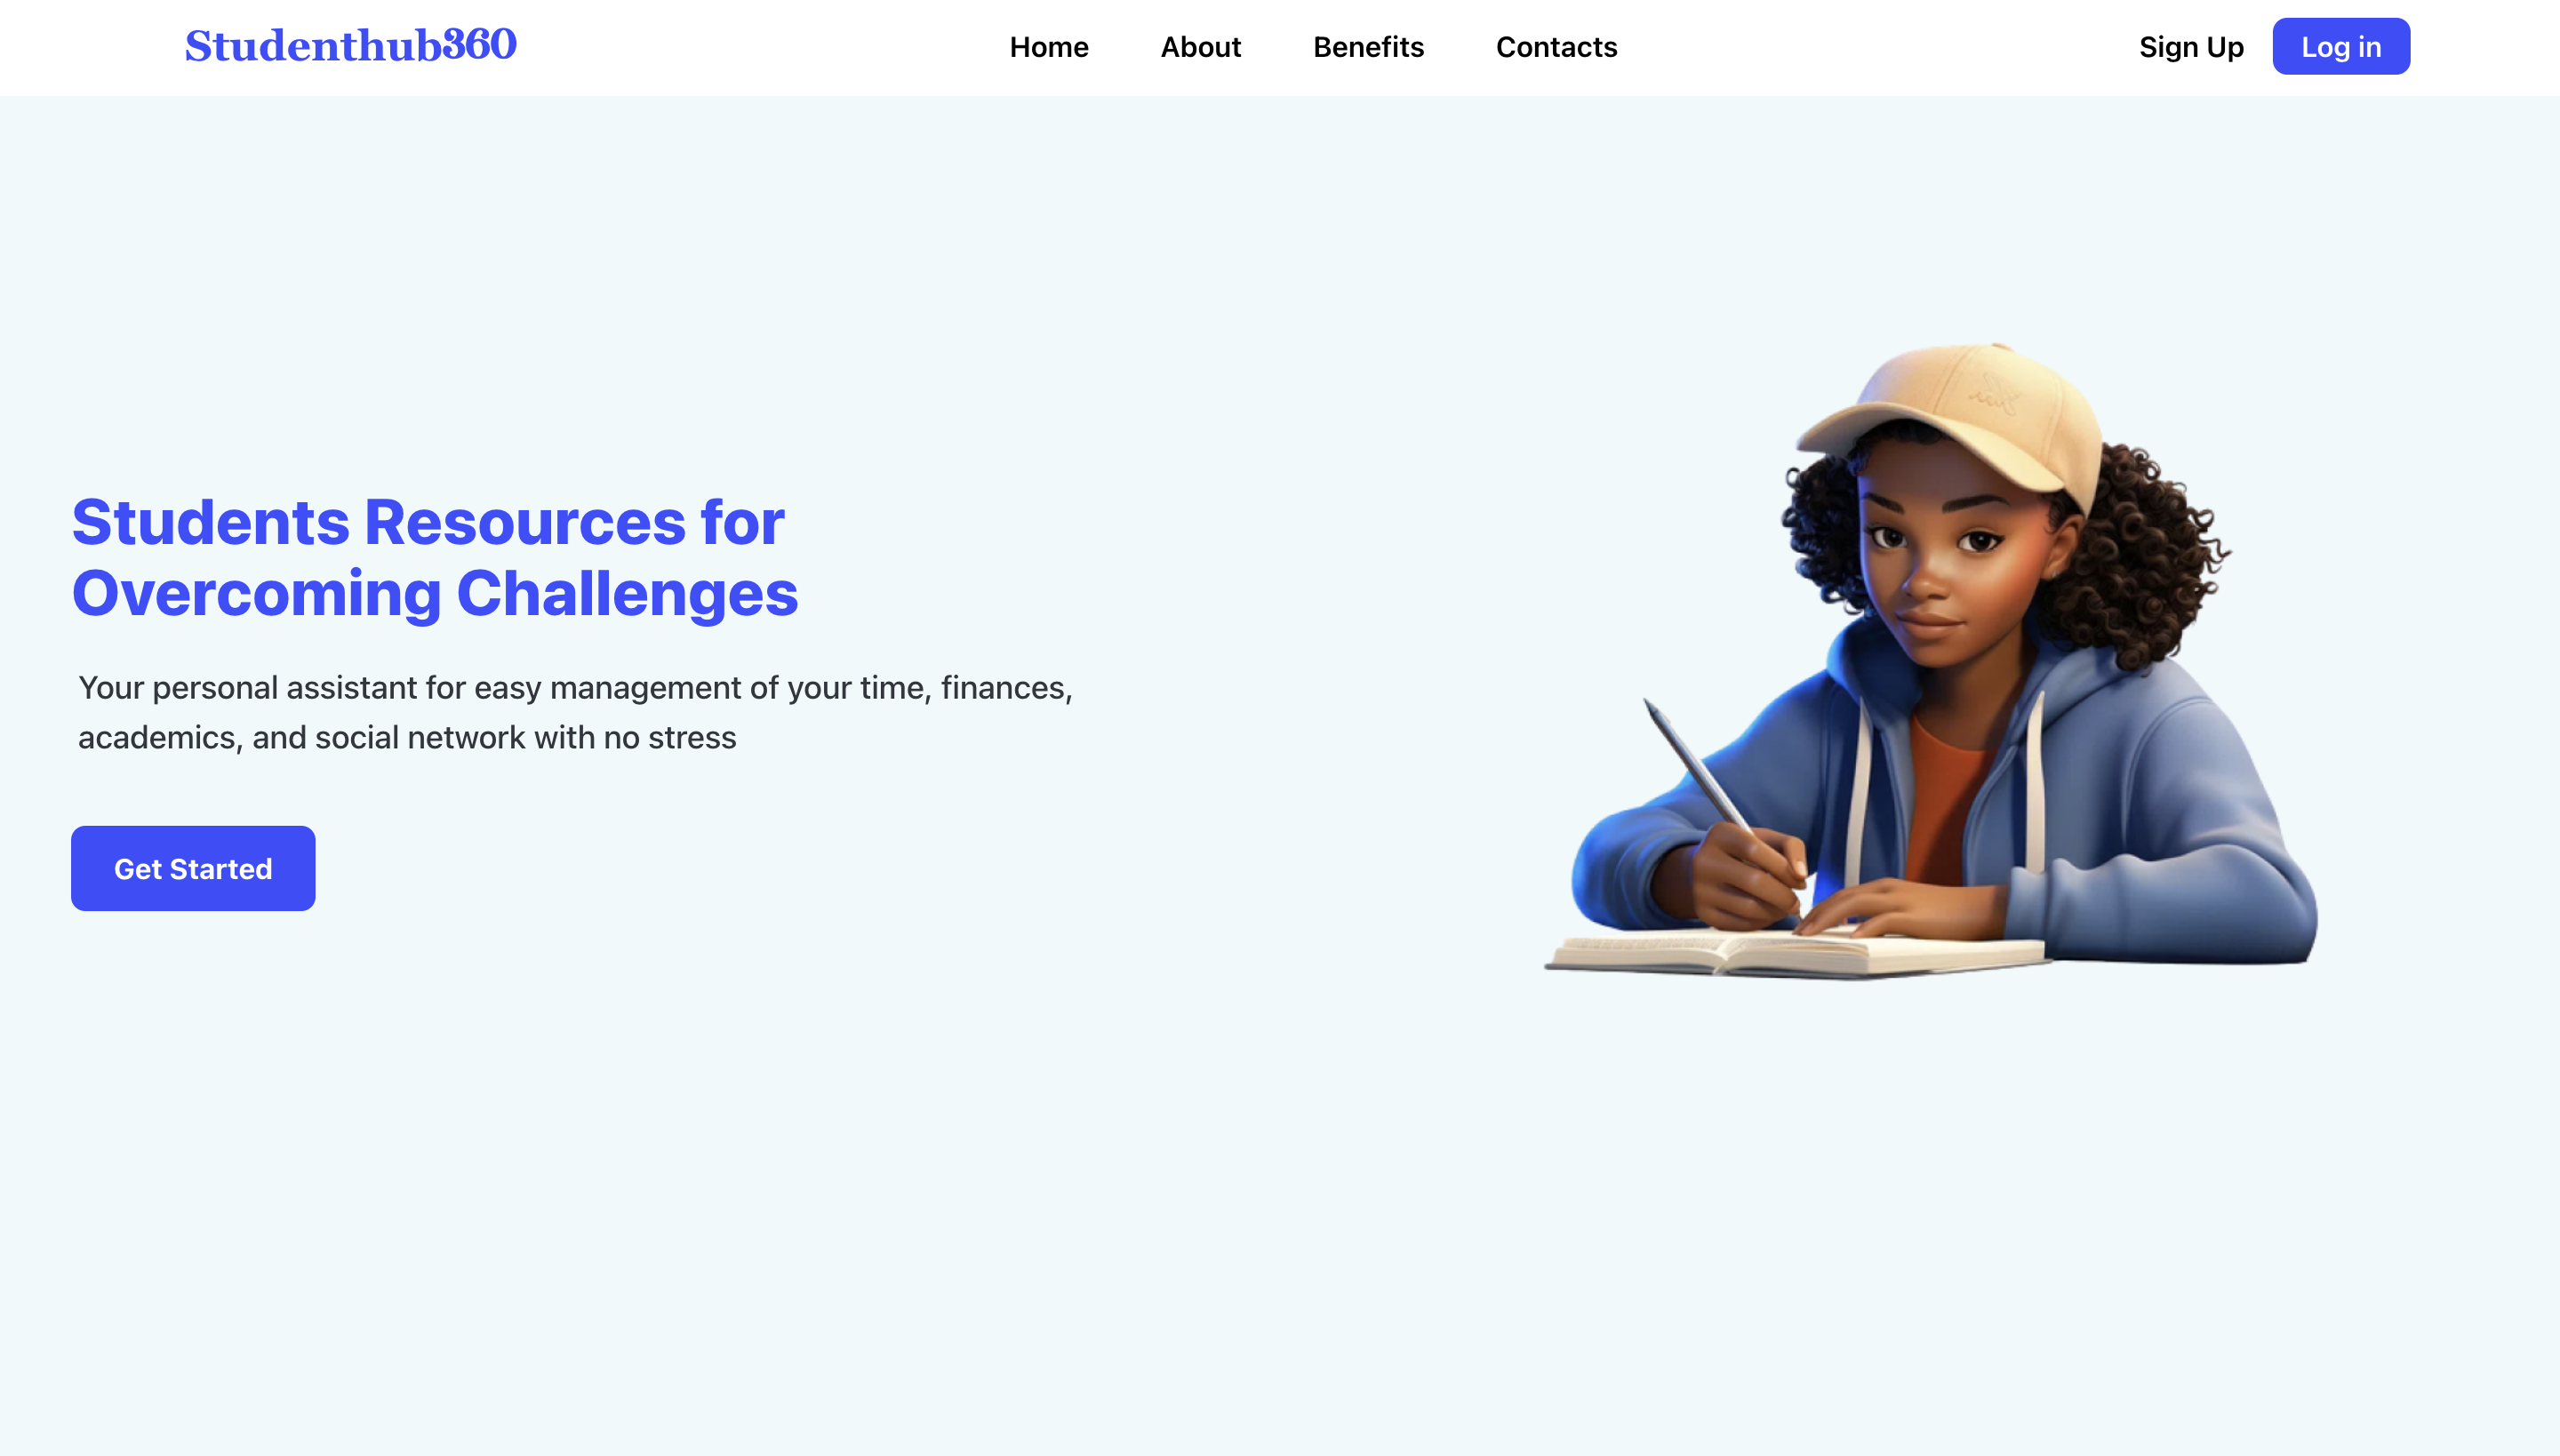 Studenthub360
Home
About
Benefits
Contacts
Sign Up
Log in
Students Resources for
Overcoming Challenges
Your personal assistant for easy management of your time, finances,
academics, and social network with no stress
Get Started